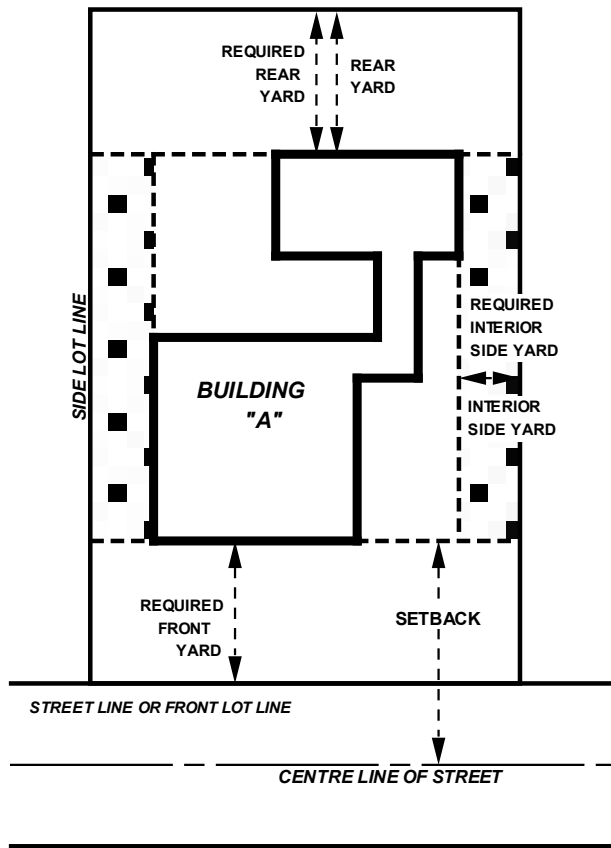 REQUIRED
REAR
YARD
REAR
YARD
SIDE LOT LINE
REQUIRED
INTERIOR
SIDE YARD
INTERIOR
SIDE YARD
BUILDING
"A"
REQUIRED
FRONT
YARD
SETBACK
STREET LINE OR FRONT LOT LINE
CENTRE LINE OF STREET